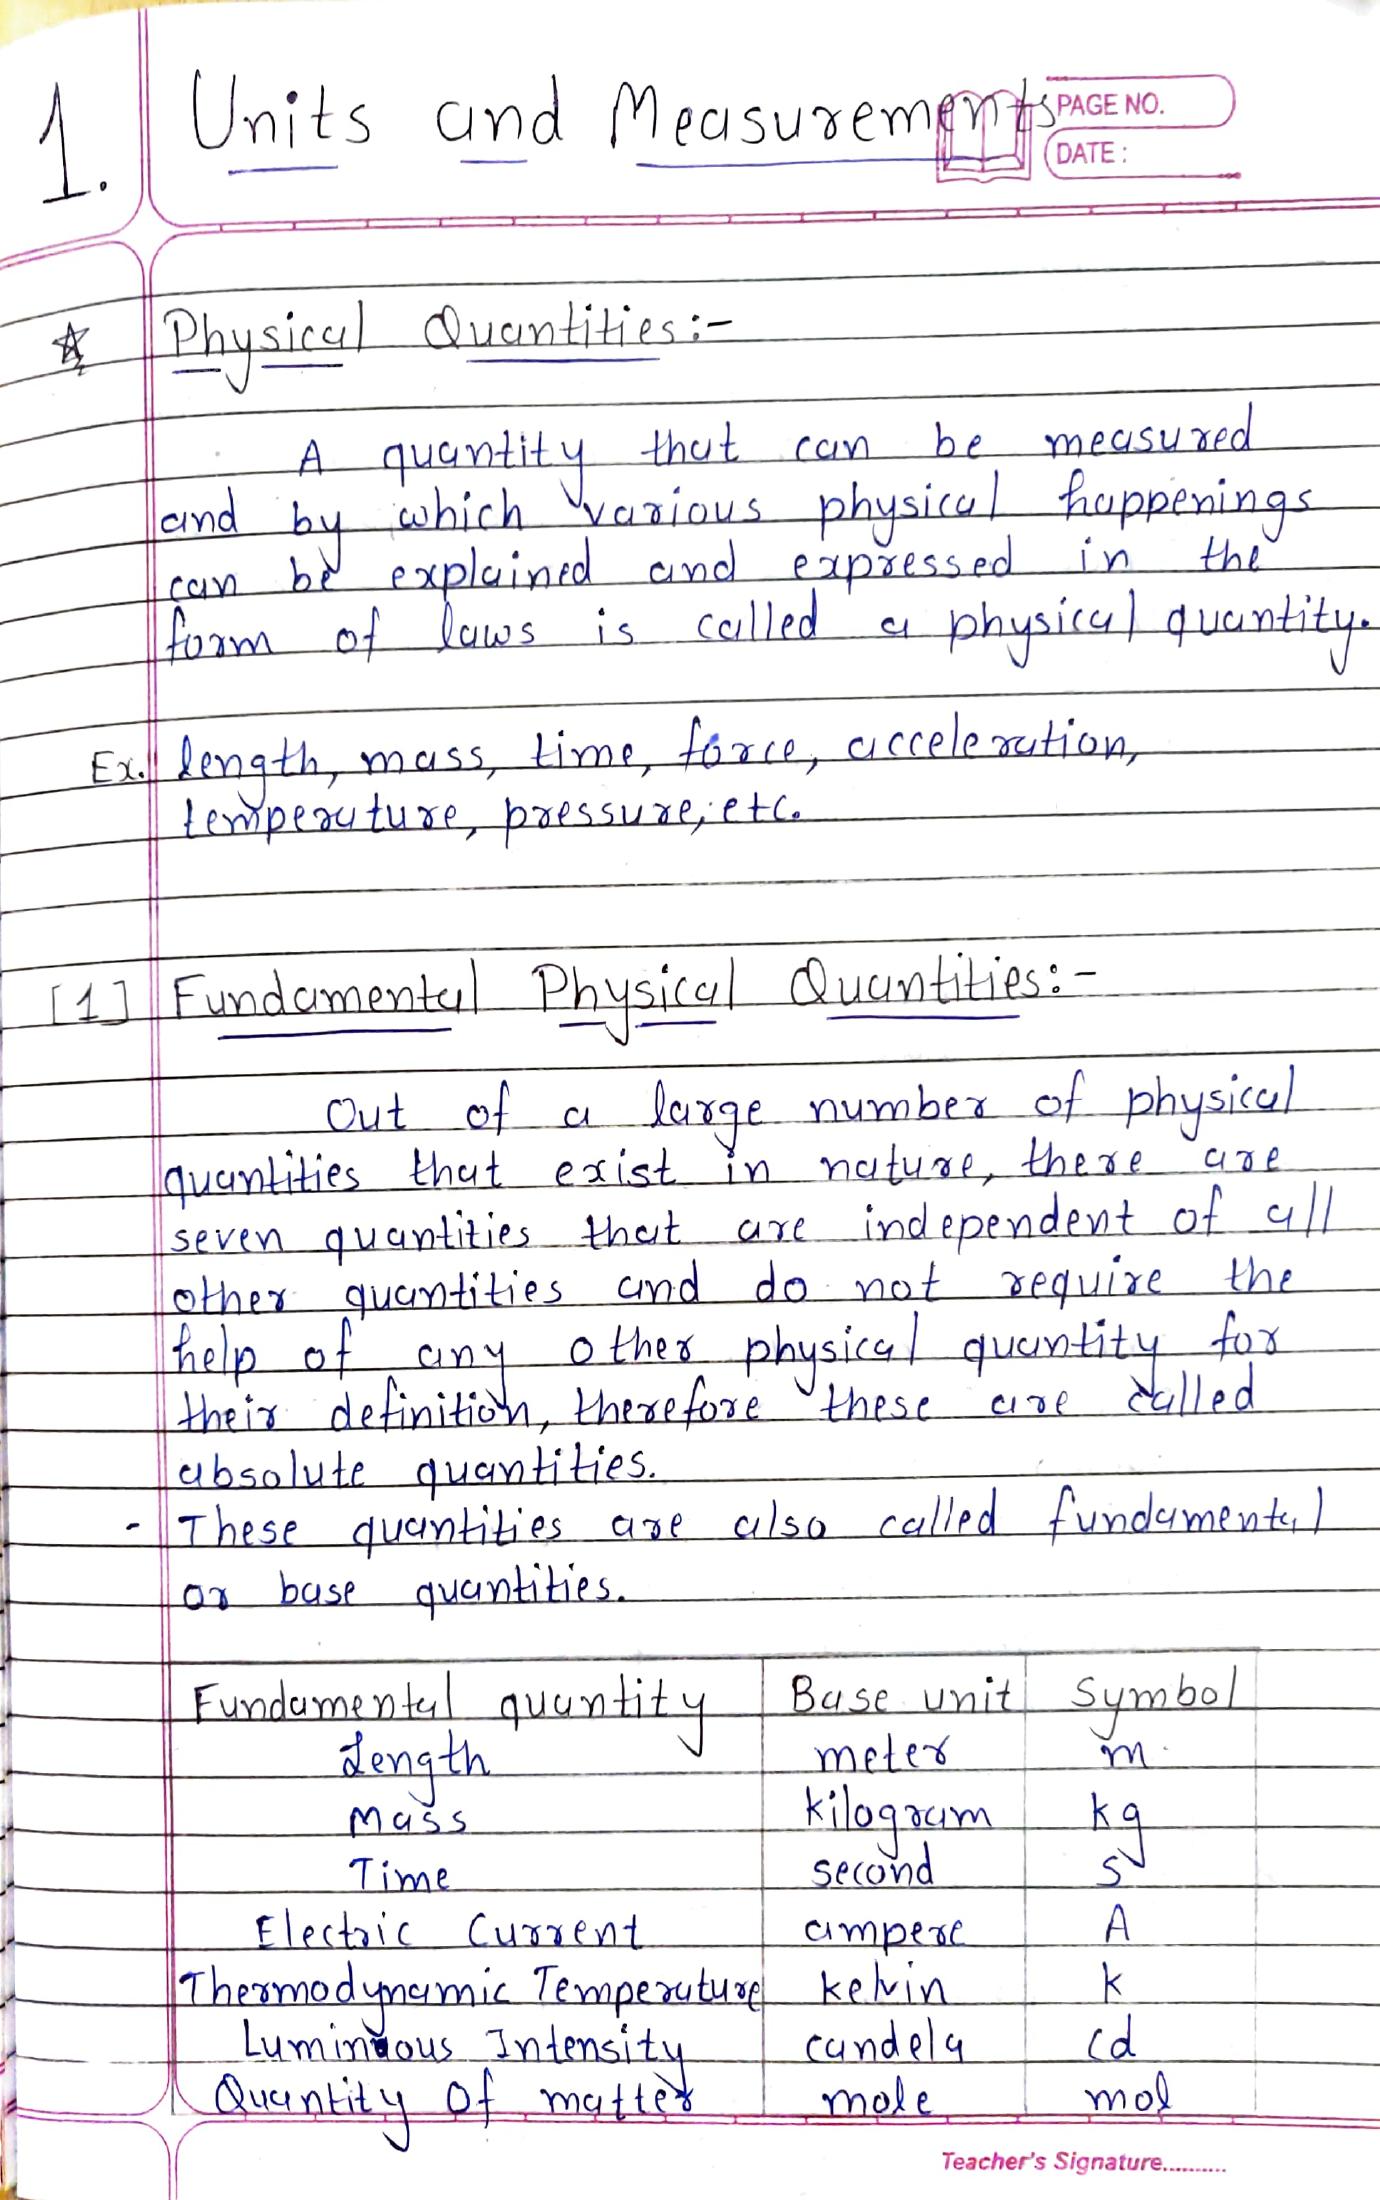 1. Units and Measurements
PAGE NO.
DATE:
Physical Quantities:-
A quantity that can be measured
and by which various physical happenings
can be explained and expressed in the
form of laws is called a physical quantity.
Ex. length, mass, time, force, acceleration,
temperature, pressure, etc.
[1] Fundamental Physical Quantities:-
Out of a large number of physical
quantities that exist in nature, there are
seven quantities that are independent of all
other quantities and do not require the
help of any other physical quantity for
their definition, therefore these are called
absolute quantities.
- These quantities are also called fundamental
or base quantities.
Fundamental quantity Base unit Symbol
Length meter m
Mass kilogram kg
Time second s
Electric Current ampere A
Thermodynamic Temperature kelvin k
Luminous Intensity candela cd
Quantity Of matter mole mol
Teacher's Signature..........